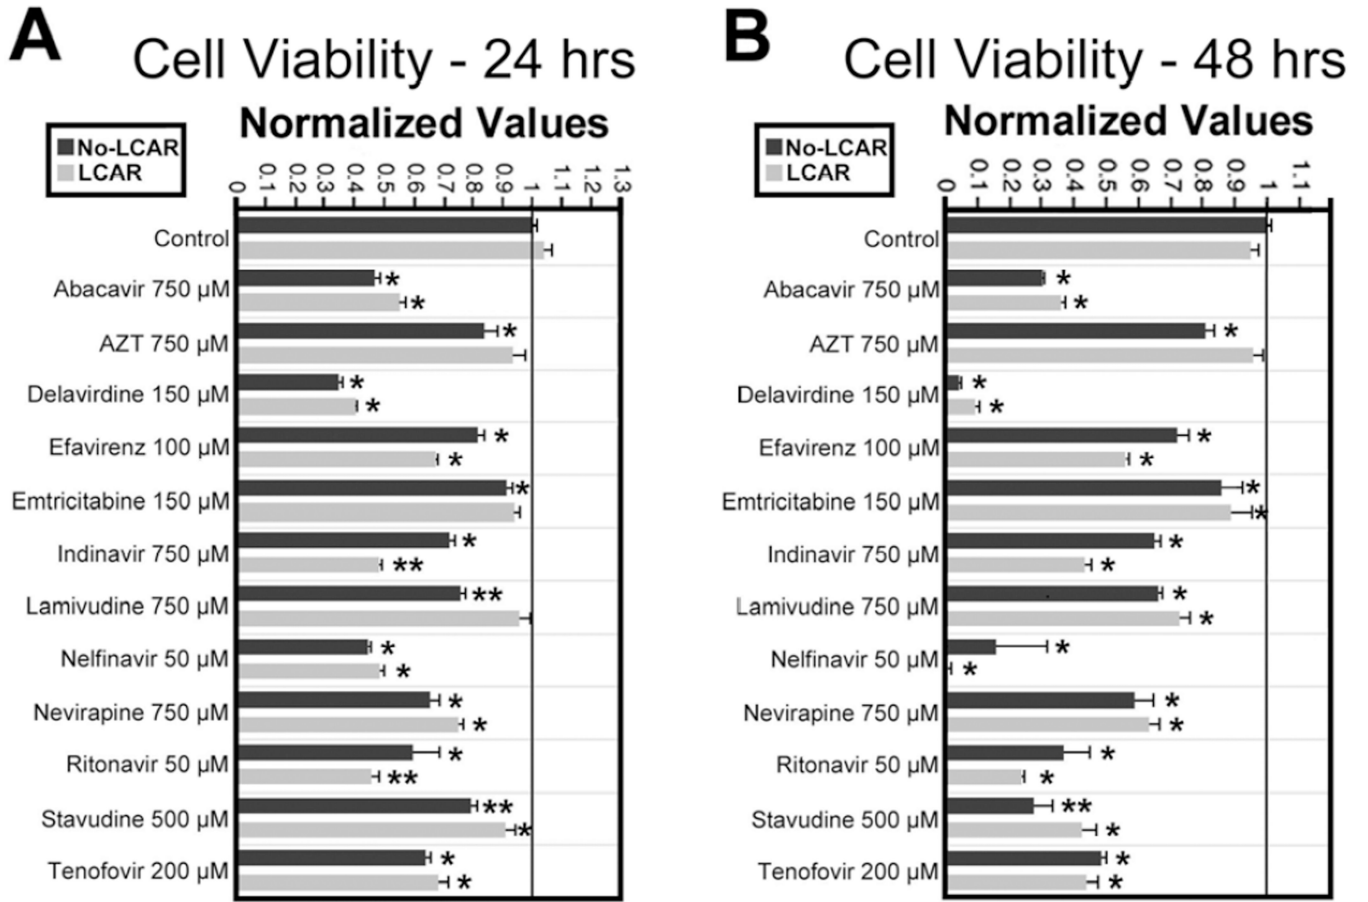 A
Cell Viability - 24 hrs
Normalized Values
No-LCAR
LCAR
0 0.1 0.2 0.3 0.4 0.5 0.6 0.7 0.8 0.9 1 1.1 1.2 1.3
Control
Abacavir 750 µM
* *
AZT 750 µM
*
Delavirdine 150 µM
* *
Efavirenz 100 µM
* *
Emtricitabine 150 µM
*
Indinavir 750 µM
* **
Lamivudine 750 µM
**
Nelfinavir 50 µM
* *
Nevirapine 750 µM
* *
Ritonavir 50 µM
* **
Stavudine 500 µM
** *
Tenofovir 200 µM
* *
B
Cell Viability - 48 hrs
Normalized Values
No-LCAR
LCAR
0 0.1 0.2 0.3 0.4 0.5 0.6 0.7 0.8 0.9 1 1.1
Control
Abacavir 750 µM
* *
AZT 750 µM
*
Delavirdine 150 µM
* *
Efavirenz 100 µM
* *
Emtricitabine 150 µM
* *
Indinavir 750 µM
* *
Lamivudine 750 µM
* *
Nelfinavir 50 µM
* *
Nevirapine 750 µM
* *
Ritonavir 50 µM
* *
Stavudine 500 µM
** *
Tenofovir 200 µM
* *